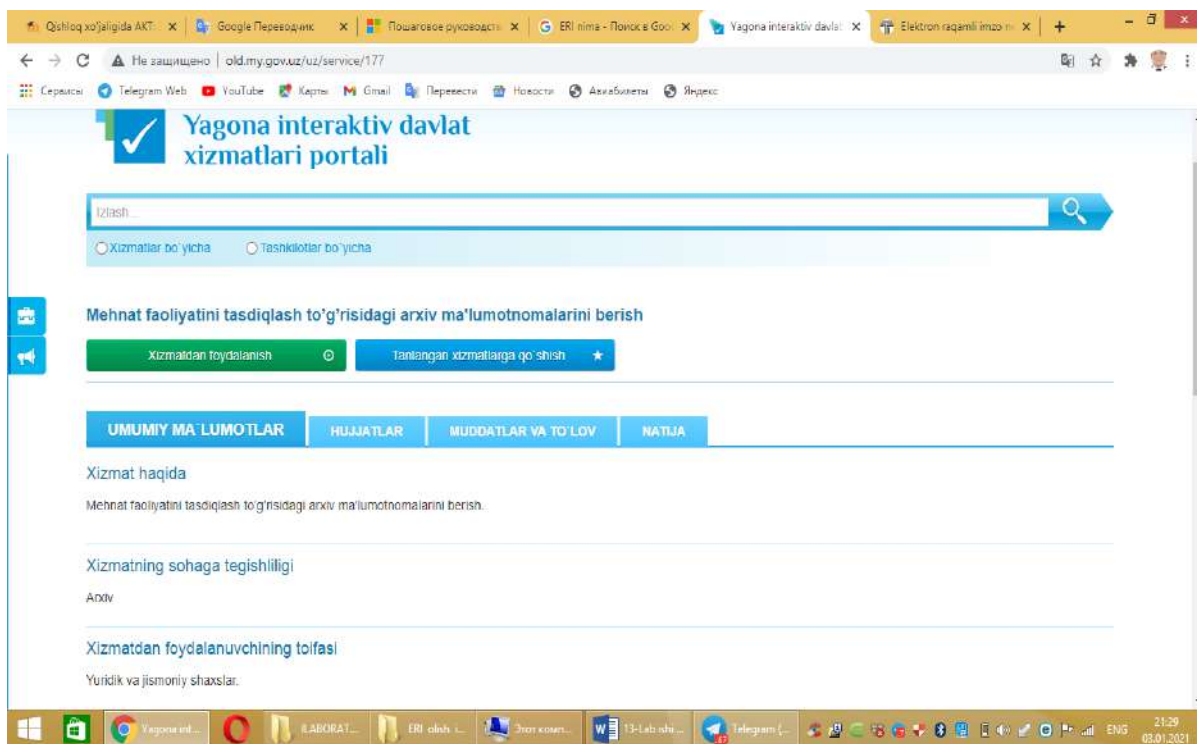 Qishloq xo'jaligida AKT
Google Переводчик
Пошаговое руководст
ERI nima - Поиск в Goo
Yagona interaktiv davlat
Elektron raqamli imzo n
Не защищено | old.my.gov.uz/uz/service/177
Сервисы Telegram Web YouTube Карты Gmail Перевести Новости Авиабилеты Яндекс
Yagona interaktiv davlat
xizmatlari portali
Izlash...
Xizmatlar bo`yicha Tashkilotlar bo`yicha
Mehnat faoliyatini tasdiqlash to'g'risidagi arxiv ma'lumotnomalarini berish
Xizmatdan foydalanish Tanlangan xizmatlarga qo`shish
UMUMIY MA`LUMOTLAR HUJJATLAR MUDDATLAR VA TO`LOV NATIJA
Xizmat haqida
Mehnat faoliyatini tasdiqlash to'g'risidagi arxiv ma'lumotnomalarini berish.
Xizmatning sohaga tegishliligi
Arxiv
Xizmatdan foydalanuvchining toifasi
Yuridik va jismoniy shaxslar.
Yagona int... LABORAT... ERI olish i... Этот комп... 13-Lab ishi ... Telegram (... ENG 21:29
03.01.2021